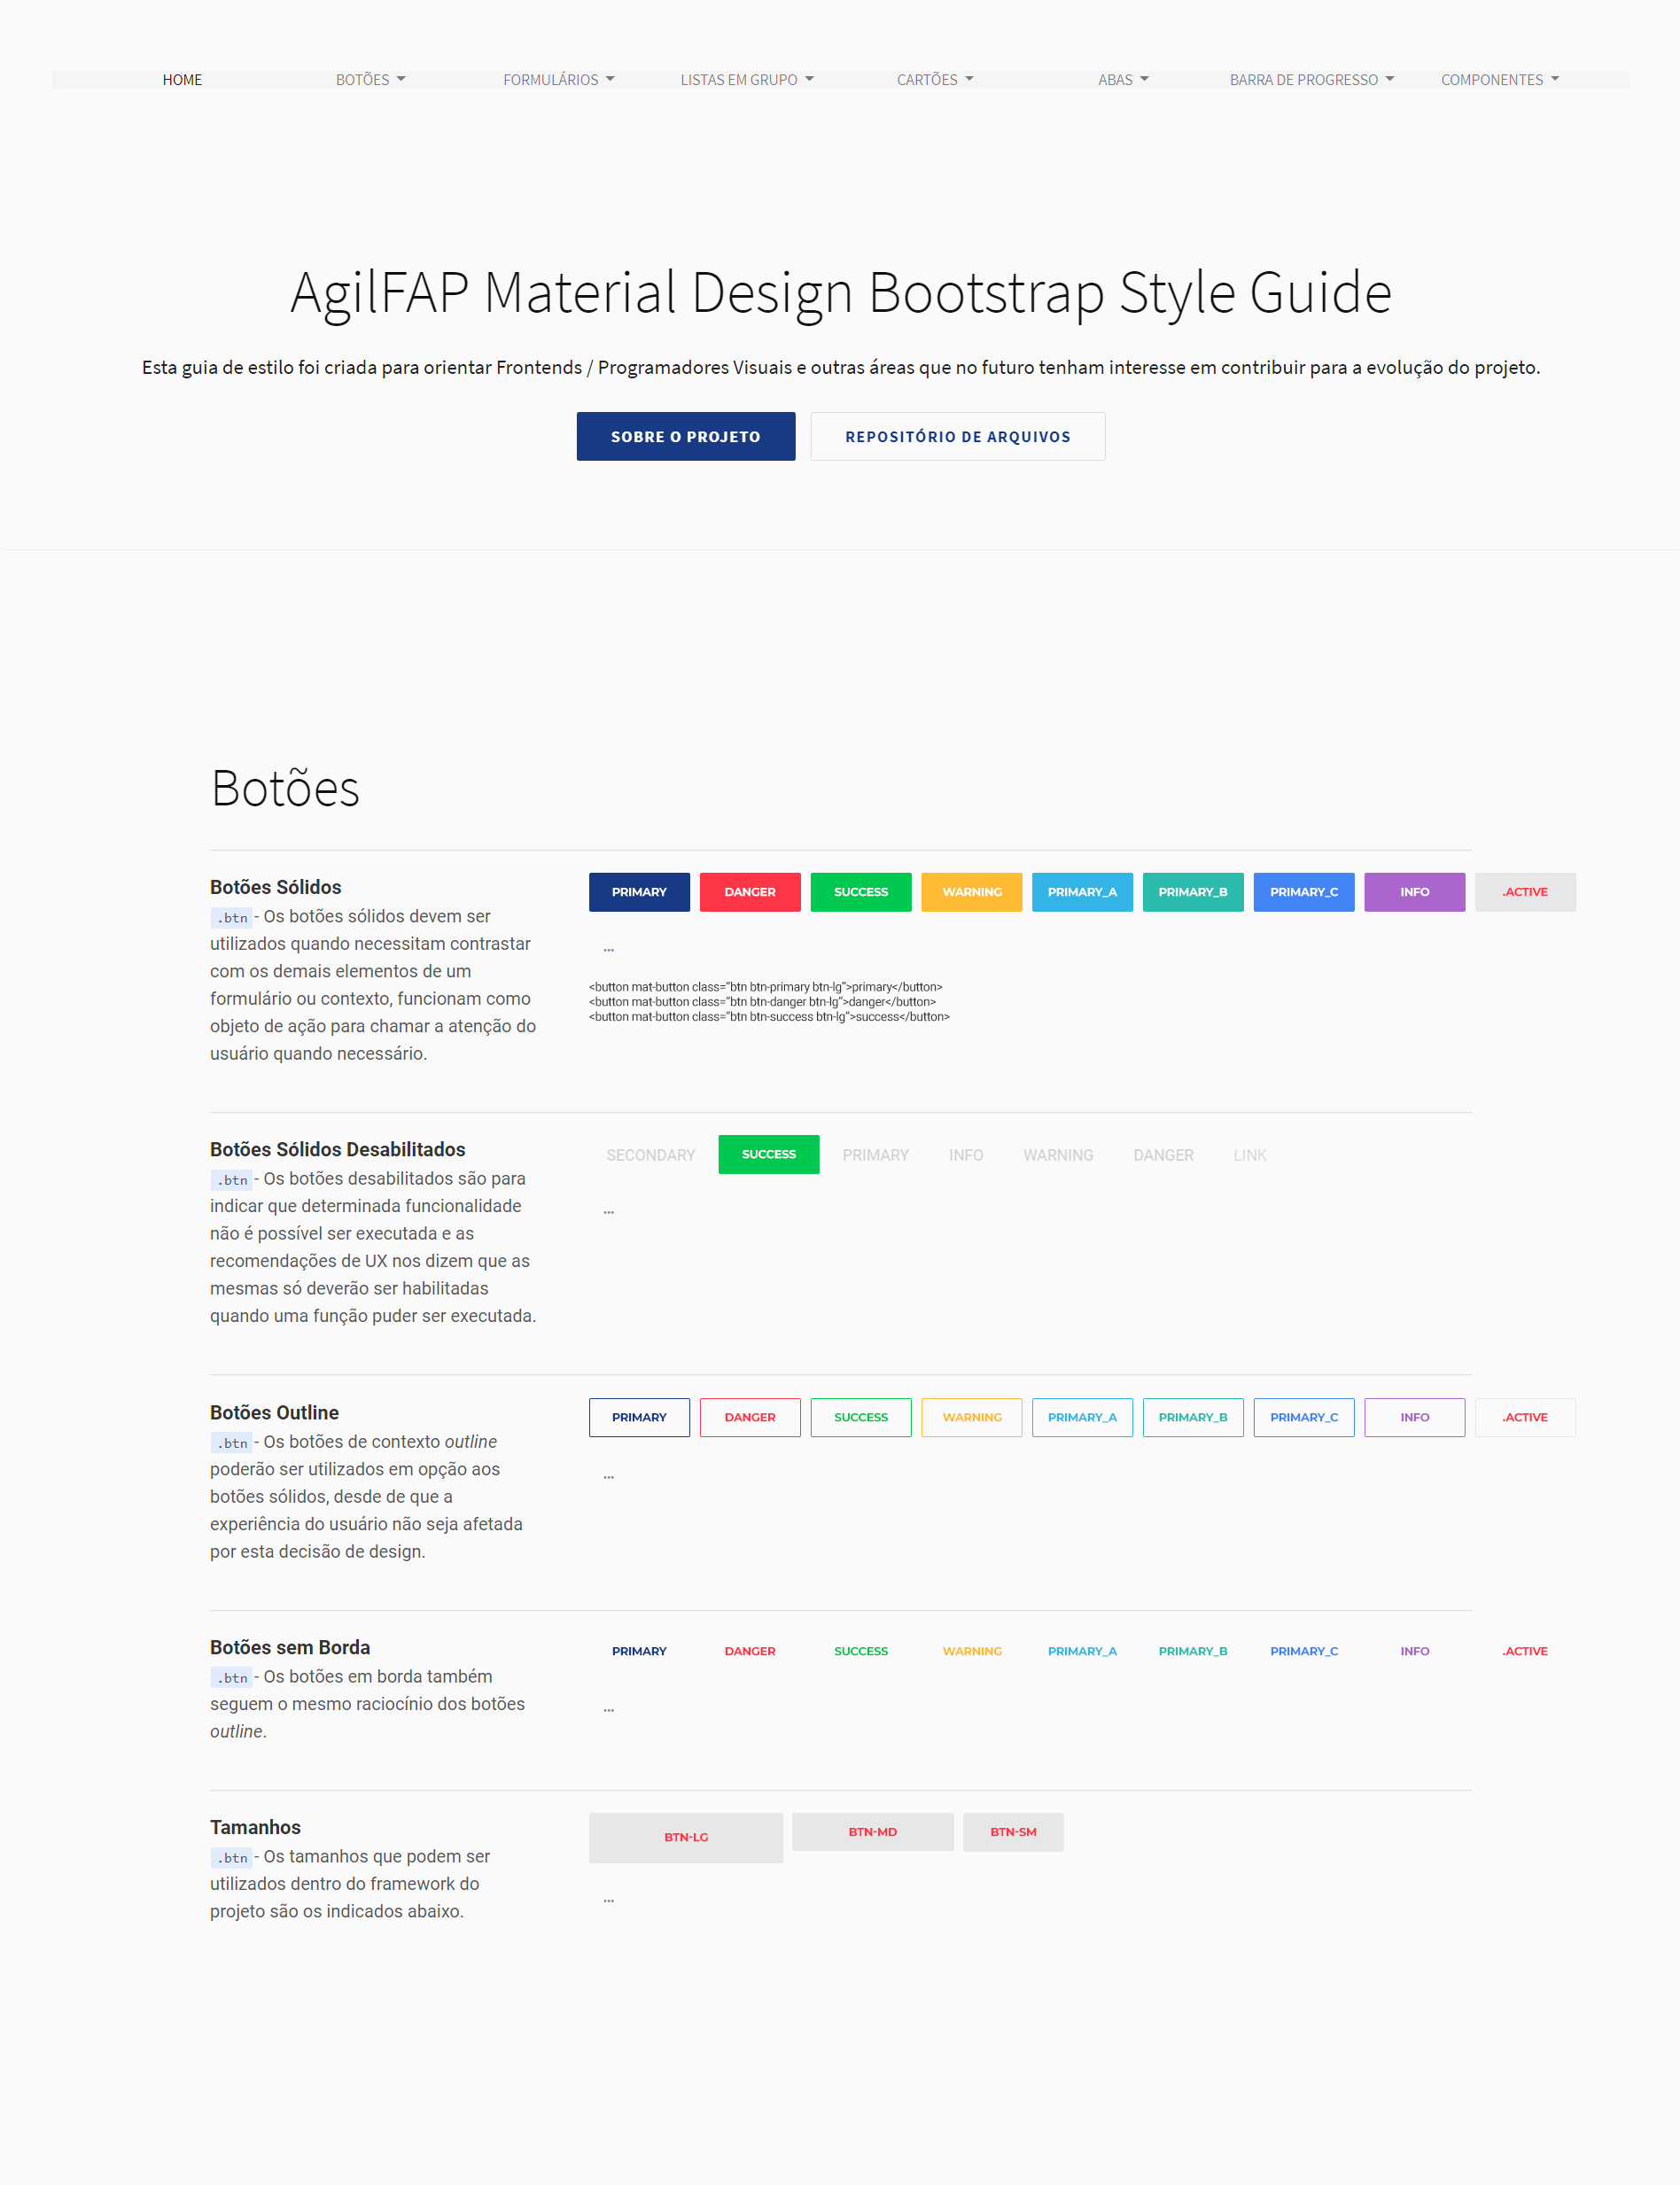 HOME BOTÕES FORMULÁRIOS LISTAS EM GRUPO CARTÕES ABAS BARRA DE PROGRESSO COMPONENTES
AgilFAP Material Design Bootstrap Style Guide
Esta guia de estilo foi criada para orientar Frontends / Programadores Visuais e outras áreas que no futuro tenham interesse em contribuir para a evolução do projeto.
SOBRE O PROJETO REPOSITÓRIO DE ARQUIVOS
Botões
Botões Sólidos
.btn - Os botões sólidos devem ser
utilizados quando necessitam contrastar
com os demais elementos de um
formulário ou contexto, funcionam como
objeto de ação para chamar a atenção do
usuário quando necessário.
PRIMARY DANGER SUCCESS WARNING PRIMARY_A PRIMARY_B PRIMARY_C INFO .ACTIVE
...
<button mat-button class="btn btn-primary btn-lg">primary</button>
<button mat-button class="btn btn-danger btn-lg">danger</button>
<button mat-button class="btn btn-success btn-lg">success</button>
Botões Sólidos Desabilitados
.btn - Os botões desabilitados são para
indicar que determinada funcionalidade
não é possível ser executada e as
recomendações de UX nos dizem que as
mesmas só deverão ser habilitadas
quando uma função puder ser executada.
SECONDARY SUCCESS PRIMARY INFO WARNING DANGER LINK
...
Botões Outline
.btn - Os botões de contexto outline
poderão ser utilizados em opção aos
botões sólidos, desde de que a
experiência do usuário não seja afetada
por esta decisão de design.
PRIMARY DANGER SUCCESS WARNING PRIMARY_A PRIMARY_B PRIMARY_C INFO .ACTIVE
...
Botões sem Borda
.btn - Os botões em borda também
seguem o mesmo raciocínio dos botões
outline.
PRIMARY DANGER SUCCESS WARNING PRIMARY_A PRIMARY_B PRIMARY_C INFO .ACTIVE
...
Tamanhos
.btn - Os tamanhos que podem ser
utilizados dentro do framework do
projeto são os indicados abaixo.
BTN-LG BTN-MD BTN-SM
...